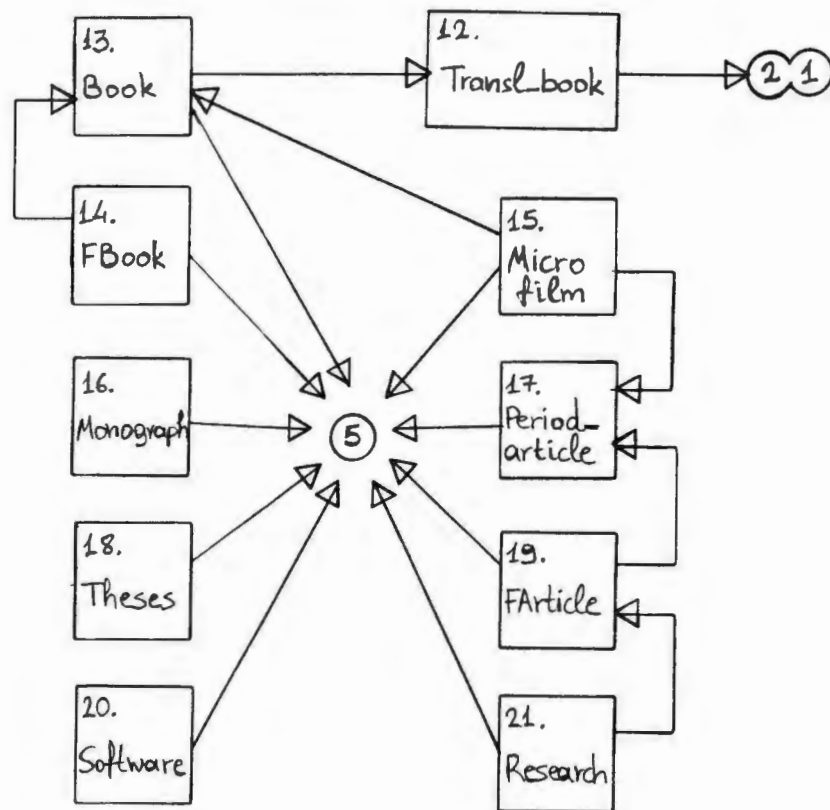 13.
Book
12.
Transl_book
2 1
14.
FBook
15.
Micro
film
16.
Monograph
5
17.
Period_
article
18.
Theses
19.
FArticle
20.
Software
21.
Research